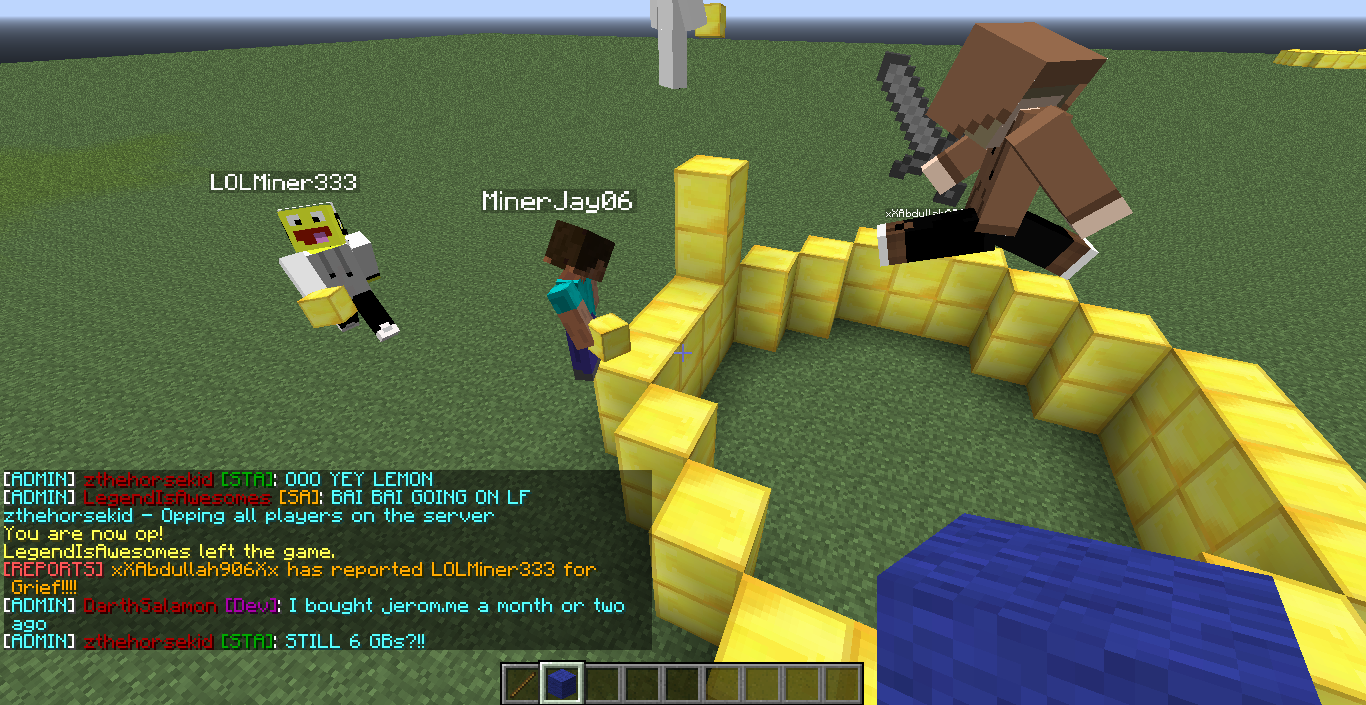 LOLMiner333
MinerJay06
[ADMIN] zthehorsekid [STA]: OOO YEY LEMON
[ADMIN] LegendIsAwesomes [SA]: BAI BAI GOING ON LF
zthehorsekid - Opping all players on the server
You are now op!
LegendIsAwesomes left the game.
[REPORTS] xXAbdullah906Xx has reported LOLMiner333 for
Grief!!!!
[ADMIN] DarthSalamon [Dev]: I bought jerom.me a month or two
ago
[ADMIN] zthehorsekid [STA]: STILL 6 GBs?!!